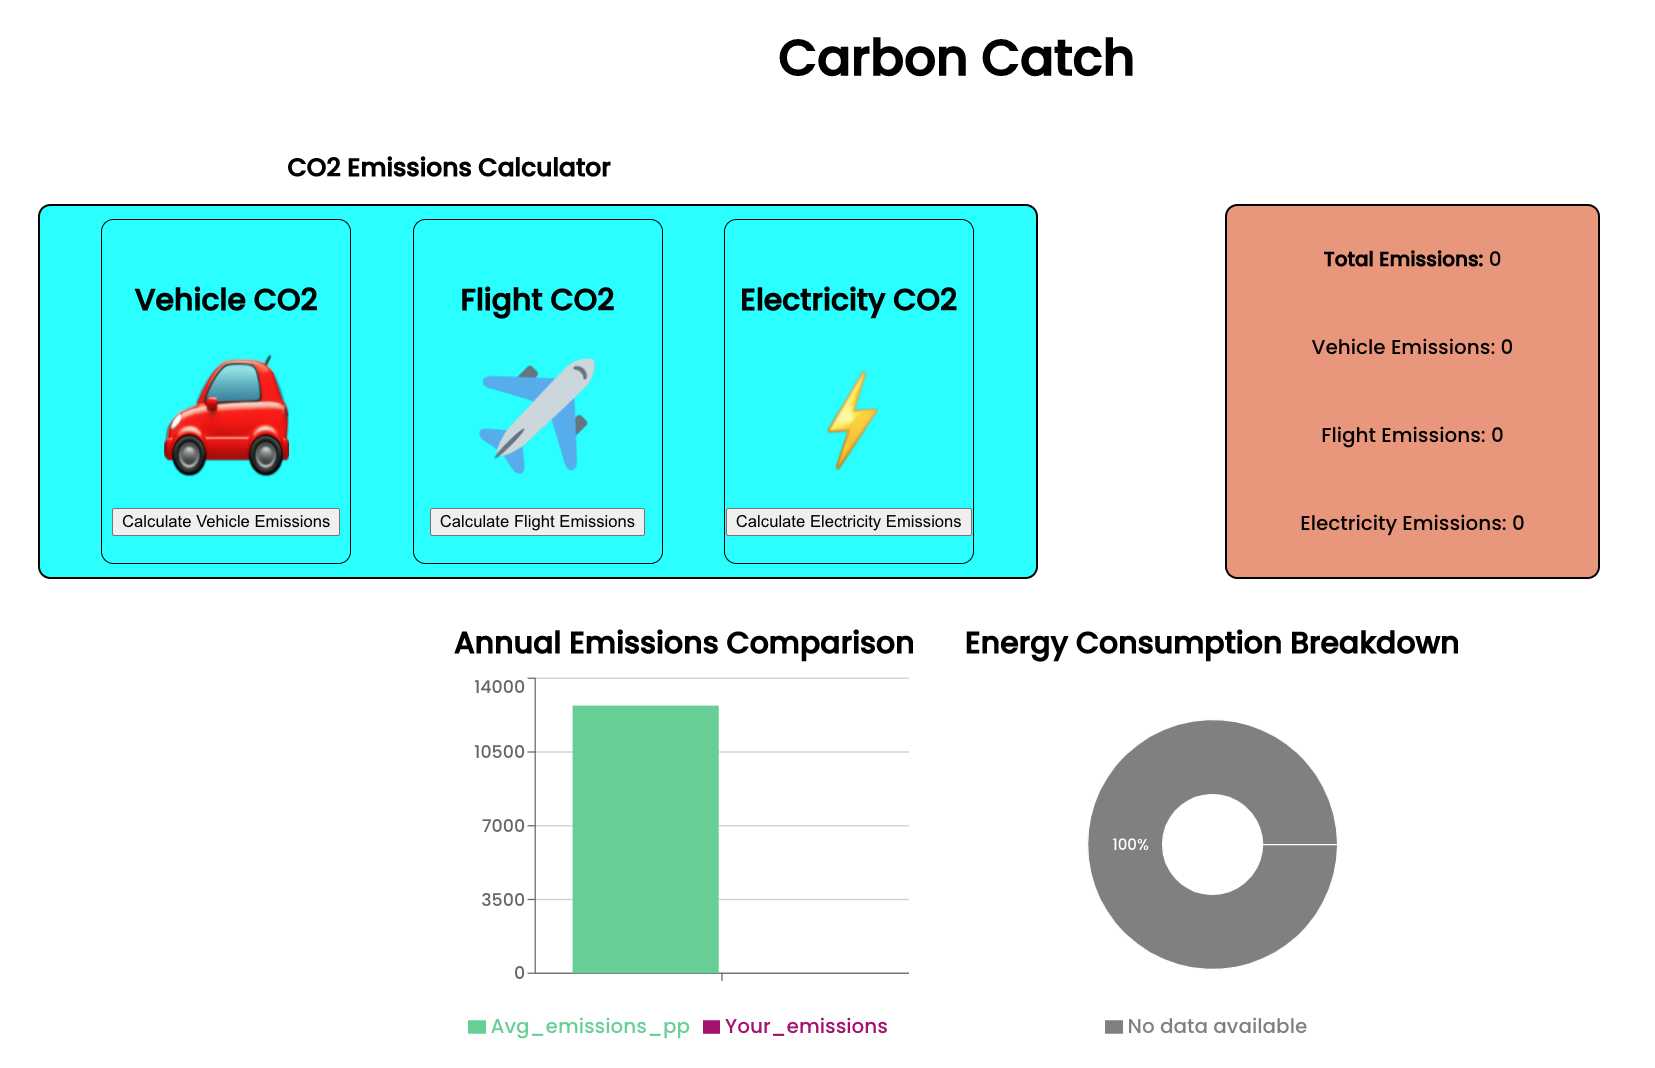 Carbon Catch
CO2 Emissions Calculator
Vehicle CO2
Calculate Vehicle Emissions
Flight CO2
Calculate Flight Emissions
Electricity CO2
Calculate Electricity Emissions
Total Emissions: 0
Vehicle Emissions: 0
Flight Emissions: 0
Electricity Emissions: 0
Annual Emissions Comparison
14000
10500
7000
3500
0
Avg_emissions_pp Your_emissions
Energy Consumption Breakdown
100%
No data available